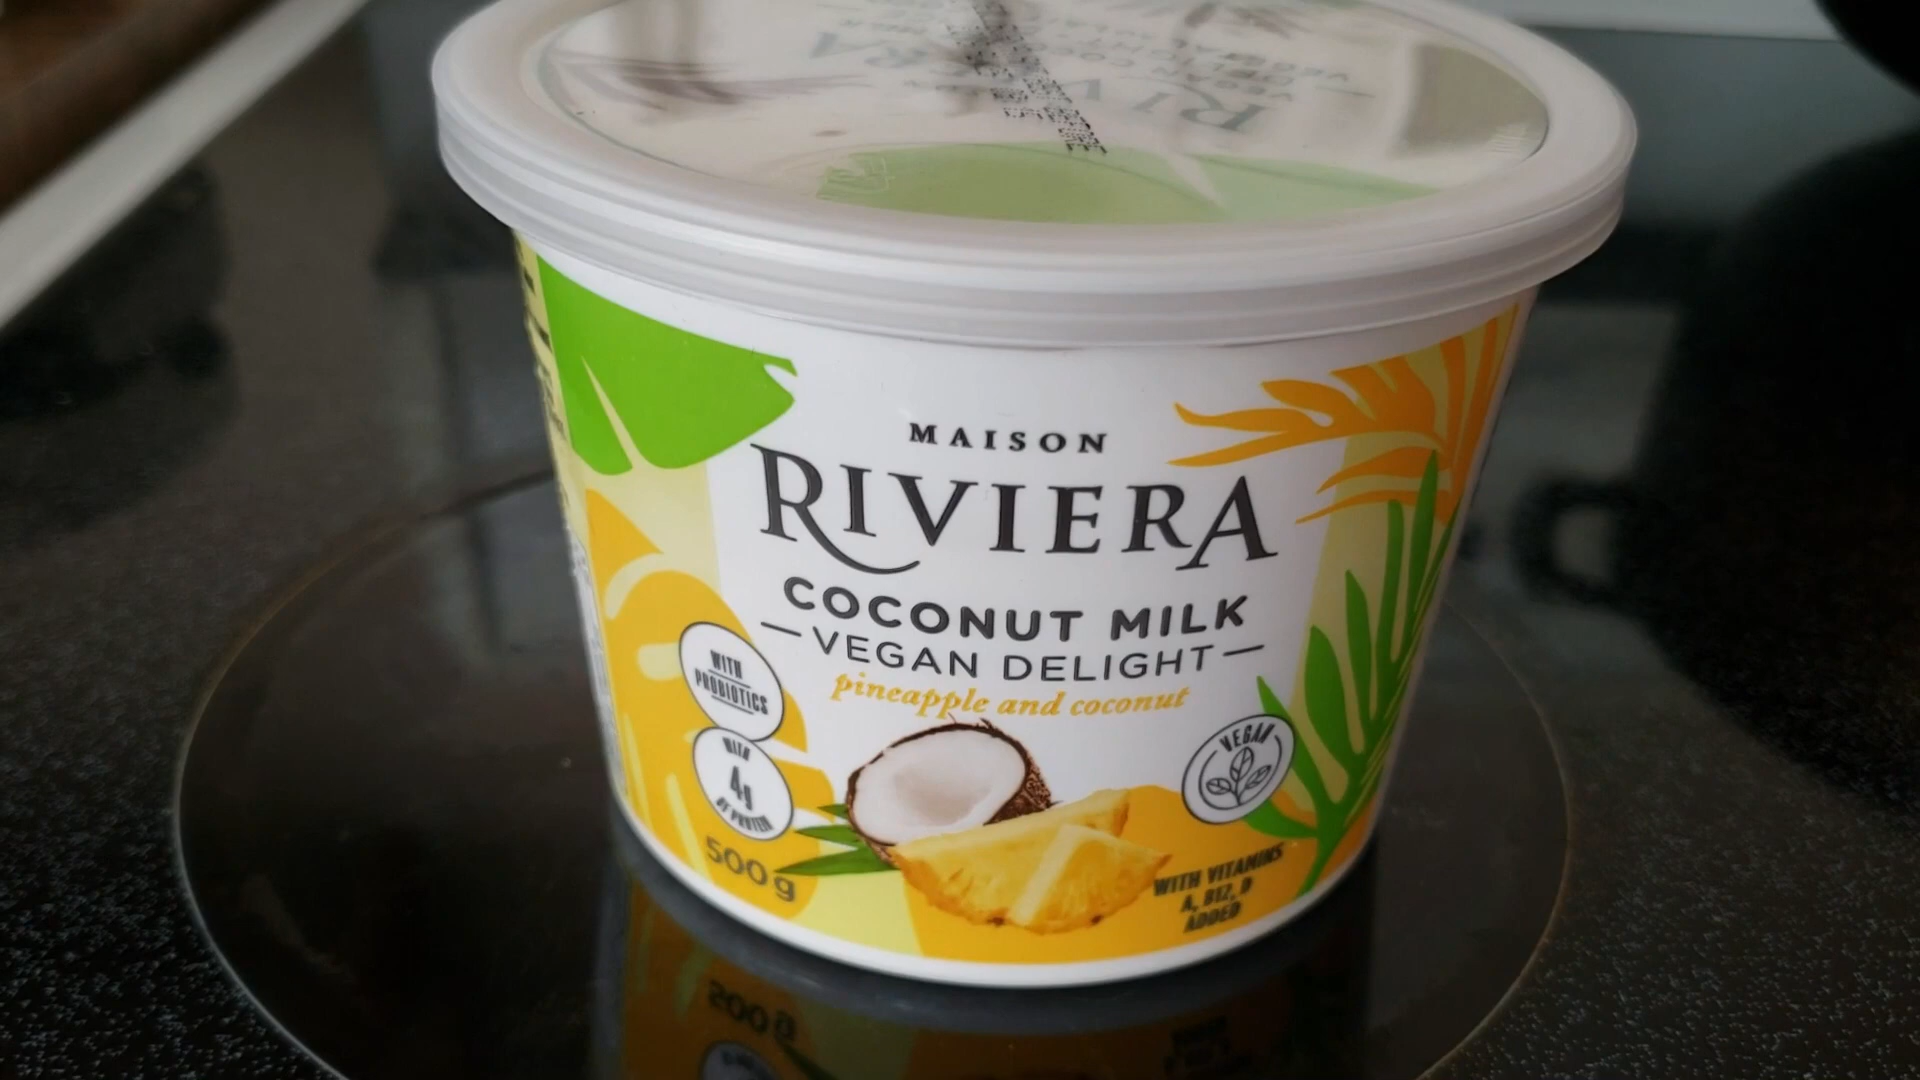 MAISON
RIVIERA
COCONUT MILK
VEGAN DELIGHT
pineapple and coconut
WITH
PROBIOTICS
WITH
4g
OF PROTEIN
500 g
VEGAN
WITH VITAMINS
A, B12, D
ADDED